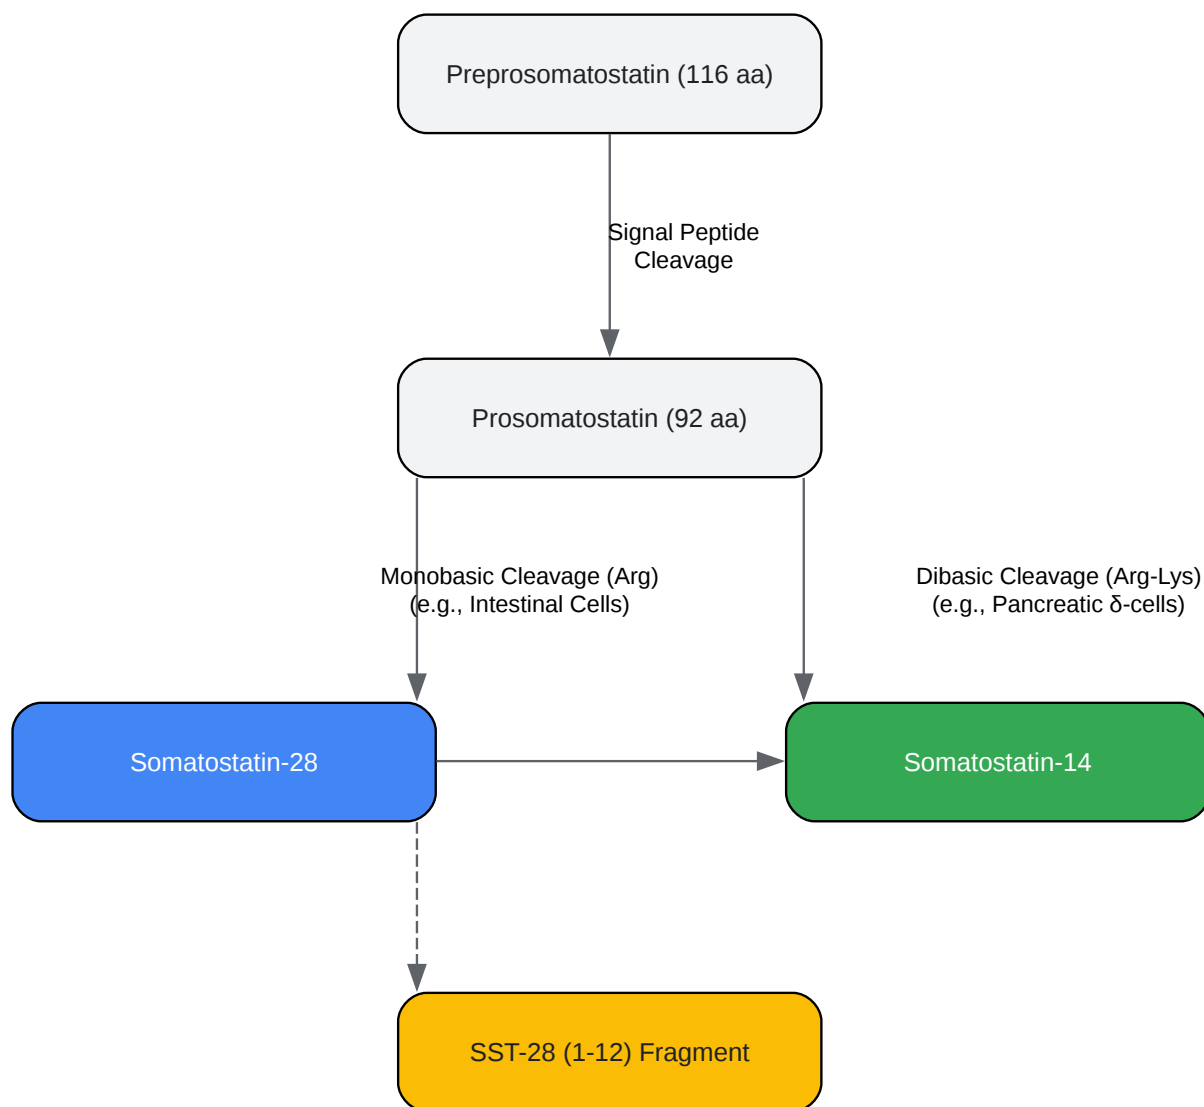 Preprosomatostatin (116 aa)
Signal Peptide
Cleavage
Prosomatostatin (92 aa)
Monobasic Cleavage (Arg)
(e.g., Intestinal Cells)
Dibasic Cleavage (Arg-Lys)
(e.g., Pancreatic δ-cells)
Somatostatin-28
Somatostatin-14
SST-28 (1-12) Fragment